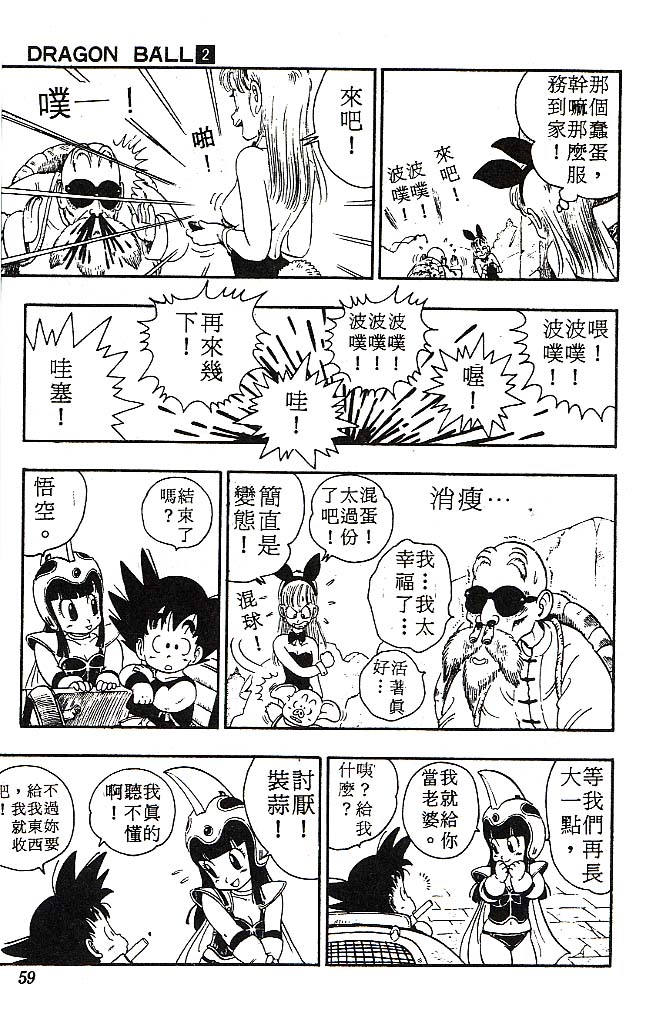 DRAGON BALL 2
那個蠢蛋，
幹嘛那麼服
務到家！
來吧！
波噗！
波噗！
來吧！
啪！
噗—！
喂！
波噗！
波噗！
喔！
波噗！
波噗！
波噗！
哇！
再來幾
下！
哇塞！
消瘦…
我…我太
幸福了…
活著真
好…
混蛋！
太過份
了吧！
簡直是
變態！
混球！
結束了
嗎？
悟空。
等我們再長
大一點，
我就給你
當老婆。
咦？給我
什麼？
討厭！
裝蒜！
我真的
聽不懂
啊！
不過妳要
給我東西
，我就收
吧！
59